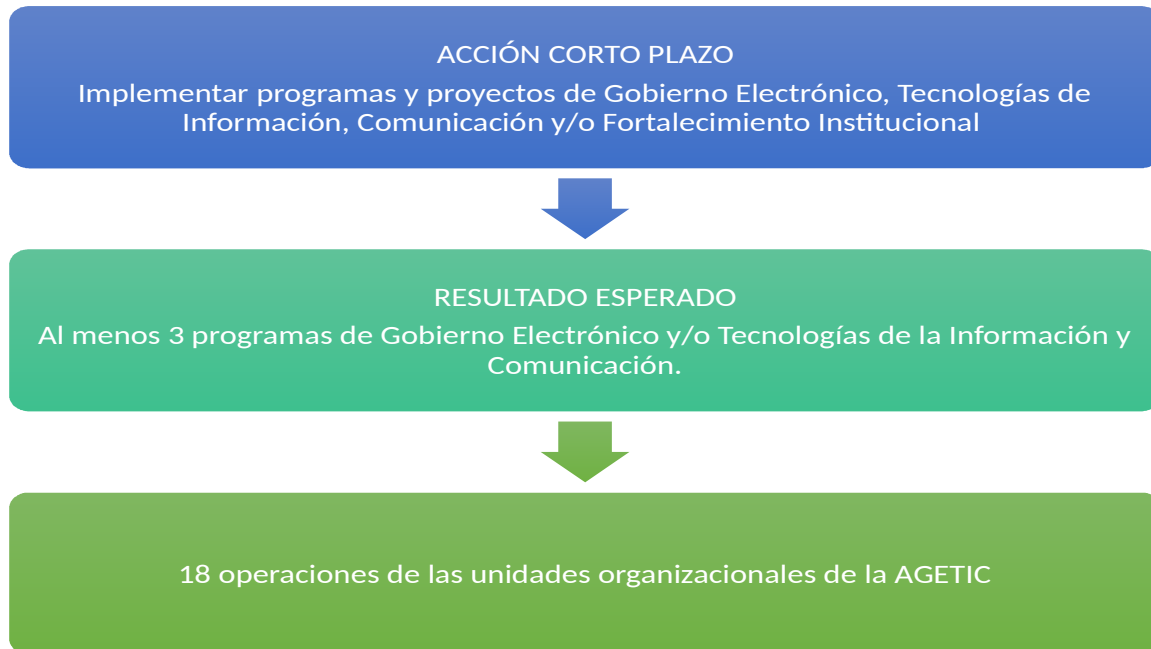 ACCIÓN CORTO PLAZO
Implementar programas y proyectos de Gobierno Electrónico, Tecnologías de
Información, Comunicación y/o Fortalecimiento Institucional
RESULTADO ESPERADO
Al menos 3 programas de Gobierno Electrónico y/o Tecnologías de la Información y
Comunicación.
18 operaciones de las unidades organizacionales de la AGETIC